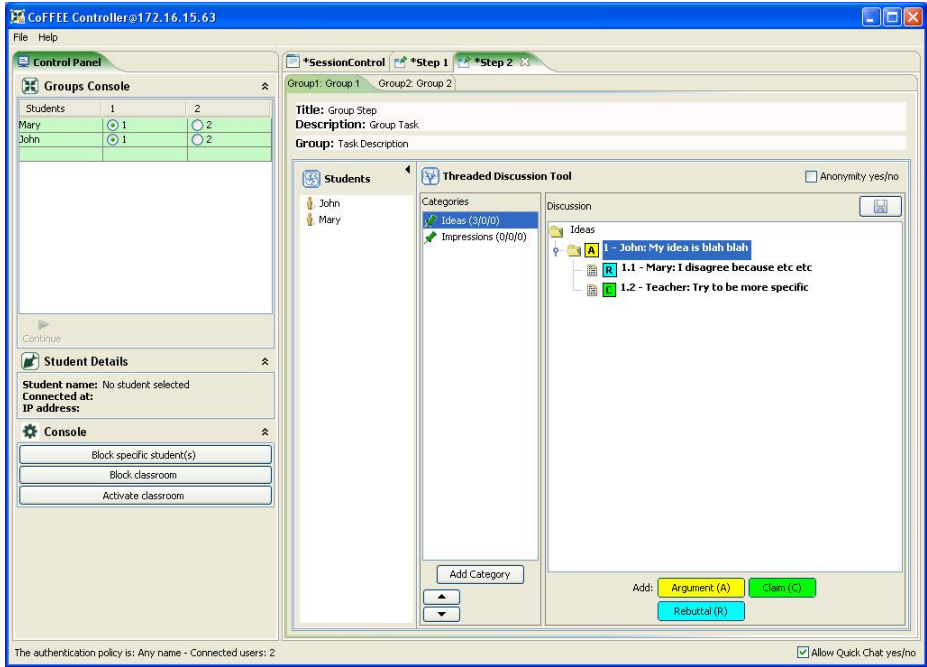 CoFFEE Controller@172.16.15.63
File Help
Control Panel
Groups Console
Students 1 2
Mary 1 2
John 1 2
Continue
Student Details
Student name: No student selected
Connected at:
IP address:
Console
Block specific student(s)
Block classroom
Activate classroom
*SessionControl *Step 1 *Step 2
Group1: Group 1 Group2: Group 2
Title: Group Step
Description: Group Task
Group: Task Description
Students
John
Mary
Threaded Discussion Tool
Anonymity yes/no
Categories
Ideas (3/0/0)
Impressions (0/0/0)
Add Category
Discussion
Ideas
A 1 - John: My idea is blah blah
R 1.1 - Mary: I disagree because etc etc
C 1.2 - Teacher: Try to be more specific
Add: Argument (A) Claim (C)
Rebuttal (R)
The authentication policy is: Any name - Connected users: 2
Allow Quick Chat yes/no